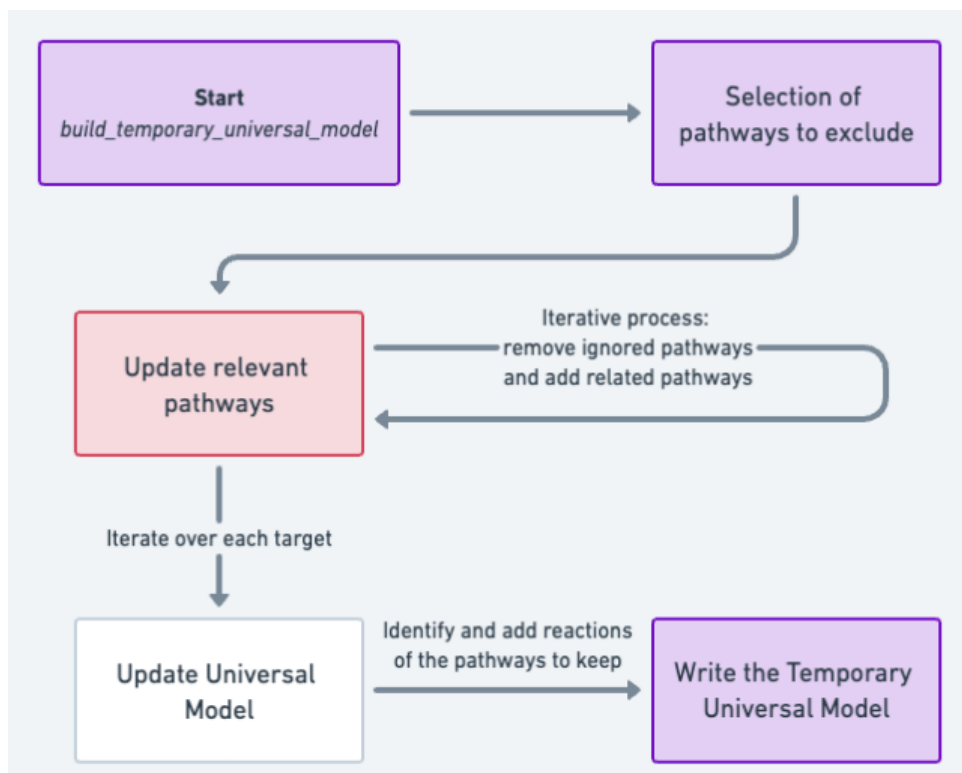 Start
build_temporary_universal_model
Selection of
pathways to exclude
Iterative process:
remove ignored pathways
and add related pathways
Update relevant
pathways
Iterate over each target
Identify and add reactions
of the pathways to keep
Update Universal
Model
Write the Temporary
Universal Model